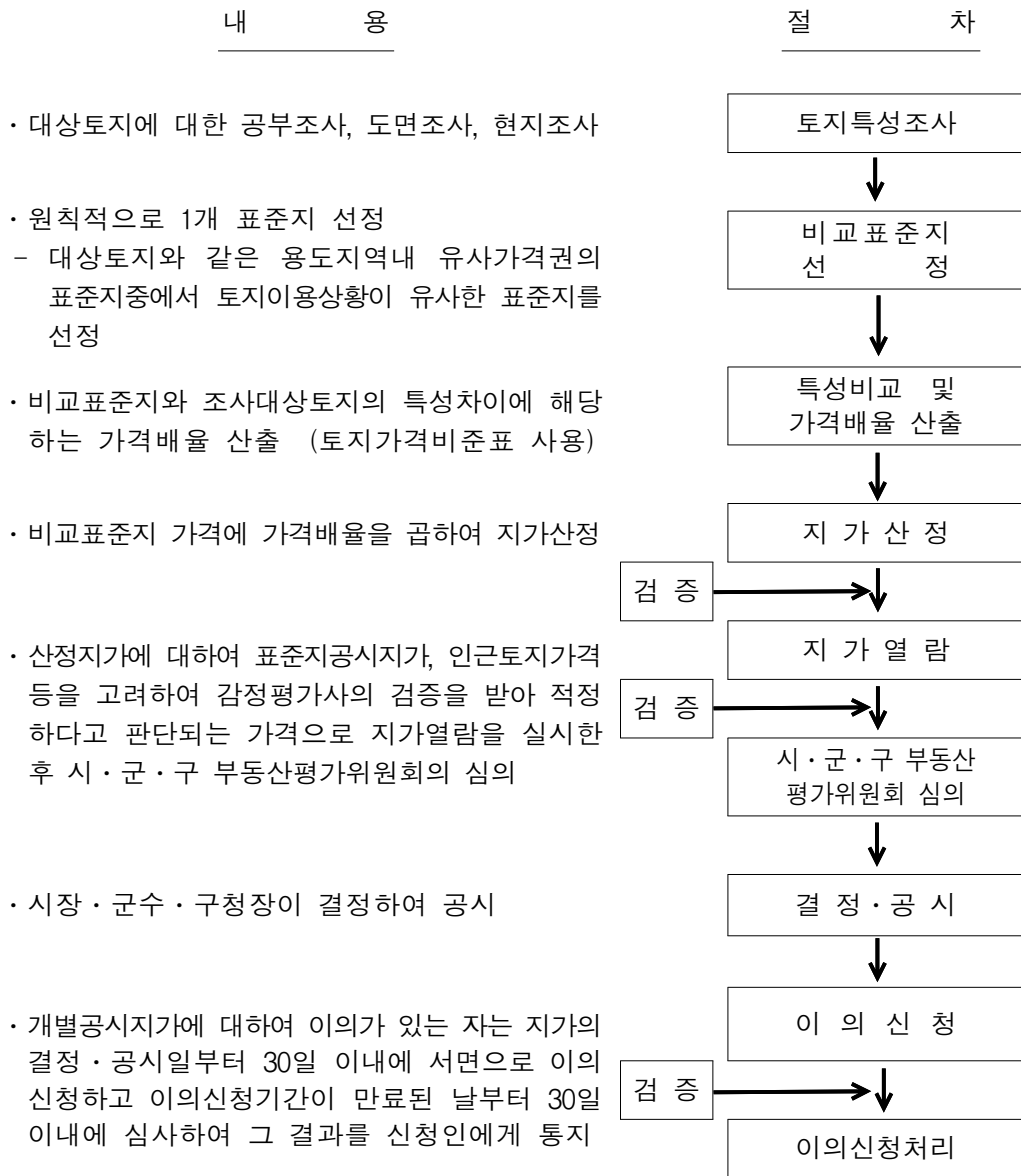 내 용
절 차
· 대상토지에 대한 공부조사, 도면조사, 현지조사
토지특성조사
· 원칙적으로 1개 표준지 선정
- 대상토지와 같은 용도지역내 유사가격권의
표준지중에서 토지이용상황이 유사한 표준지를
선정
비교표준지
선 정
· 비교표준지와 조사대상토지의 특성차이에 해당
하는 가격배율 산출 (토지가격비준표 사용)
특성비교 및
가격배율 산출
· 비교표준지 가격에 가격배율을 곱하여 지가산정
지 가 산 정
검 증
· 산정지가에 대하여 표준지공시지가, 인근토지가격
등을 고려하여 감정평가사의 검증을 받아 적정
하다고 판단되는 가격으로 지가열람을 실시한
후 시·군·구 부동산평가위원회의 심의
지 가 열 람
검 증
시·군·구 부동산
평가위원회 심의
· 시장·군수·구청장이 결정하여 공시
결 정·공 시
· 개별공시지가에 대하여 이의가 있는 자는 지가의
결정·공시일부터 30일 이내에 서면으로 이의
신청하고 이의신청기간이 만료된 날부터 30일
이내에 심사하여 그 결과를 신청인에게 통지
이 의 신 청
검 증
이의신청처리